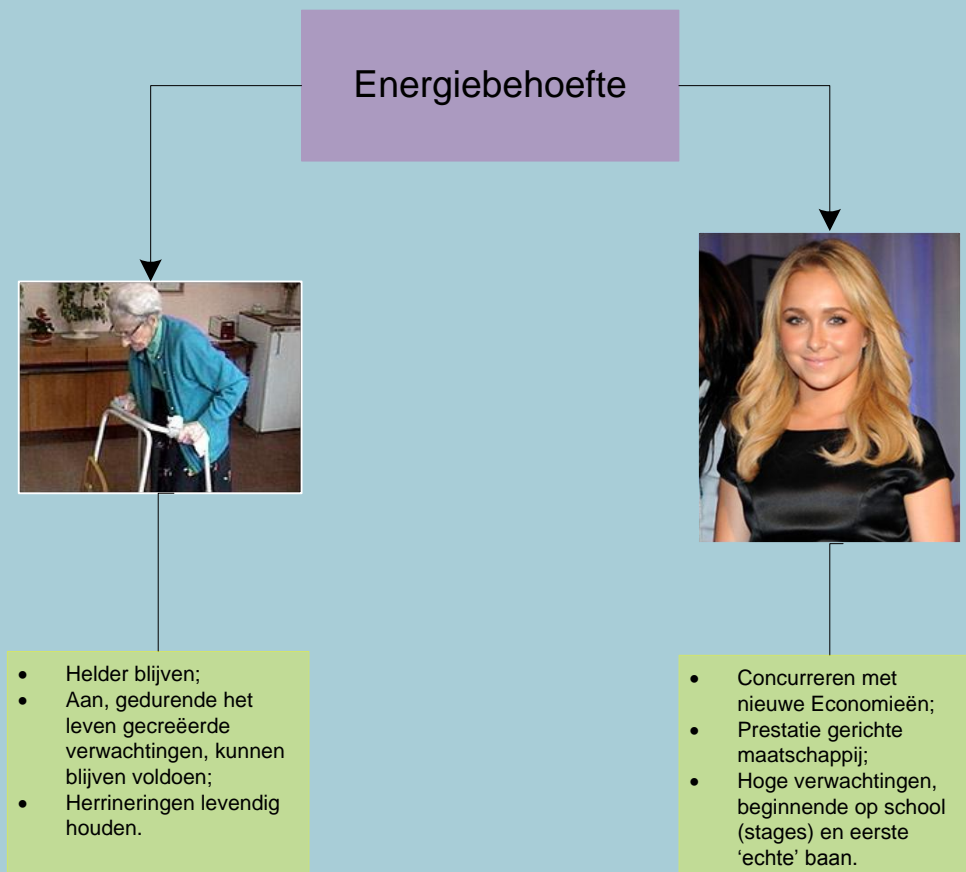 Energiebehoefte
• Helder blijven;
• Aan, gedurende het
leven gecreëerde
verwachtingen, kunnen
blijven voldoen;
• Herrineringen levendig
houden.
• Concurreren met
nieuwe Economieën;
• Prestatie gerichte
maatschappij;
• Hoge verwachtingen,
beginnende op school
(stages) en eerste
‘echte’ baan.